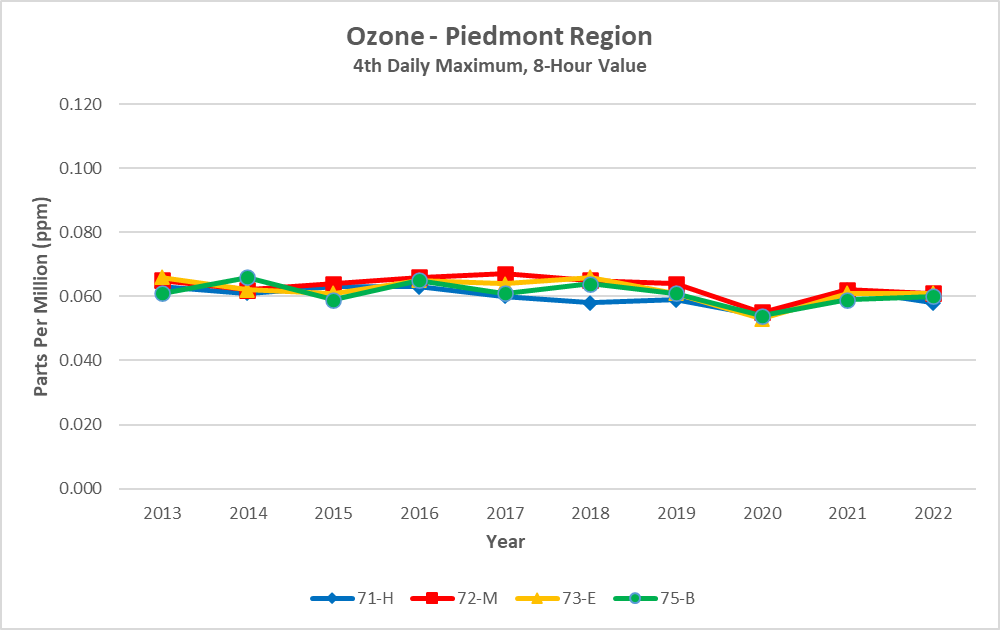 Ozone - Piedmont Region
4th Daily Maximum, 8-Hour Value
0.120
0.100
0.080
0.060
0.040
0.020
0.000
Parts Per Million (ppm)
2013 2014 2015 2016 2017 2018 2019 2020 2021 2022
Year
71-H 72-M 73-E 75-B